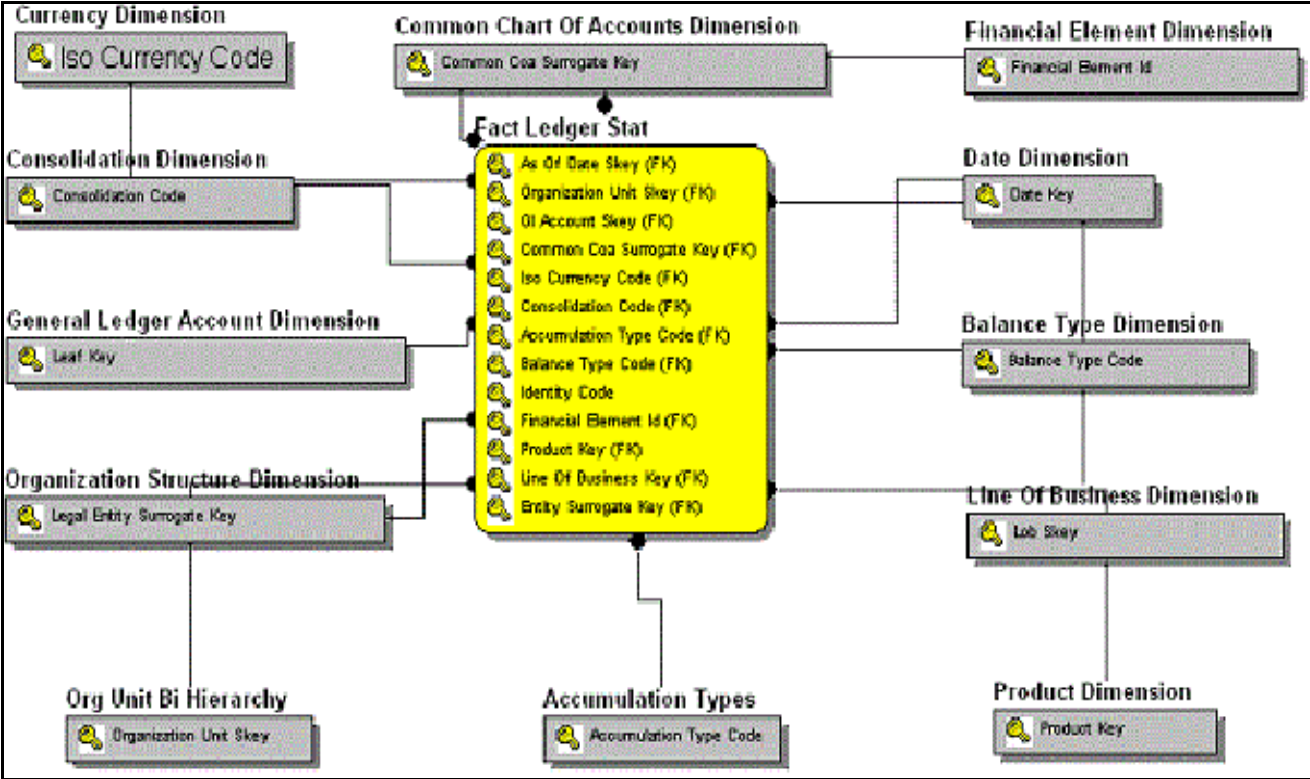 Currency Dimension
Iso Currency Code
Common Chart Of Accounts Dimension
Common Coa Surrogate Key
Financial Element Dimension
Financial Element Id
Fact Ledger Stat
As Of Date Skey (FK)
Organization Unit Skey (FK)
Gl Account Skey (FK)
Common Coa Surrogate Key (FK)
Iso Currency Code (FK)
Consolidation Code (FK)
Accumulation Type Code (FK)
Balance Type Code (FK)
Identity Code
Financial Element Id (FK)
Product Key (FK)
Line Of Business Key (FK)
Entity Surrogate Key (FK)
Consolidation Dimension
Consolidation Code
Date Dimension
Date Key
General Ledger Account Dimension
Leaf Key
Balance Type Dimension
Balance Type Code
Organization Structure Dimension
Legal Entity Surrogate Key
Line Of Business Dimension
Lob Skey
Org Unit Bi Hierarchy
Organization Unit Skey
Accumulation Types
Accumulation Type Code
Product Dimension
Product Key